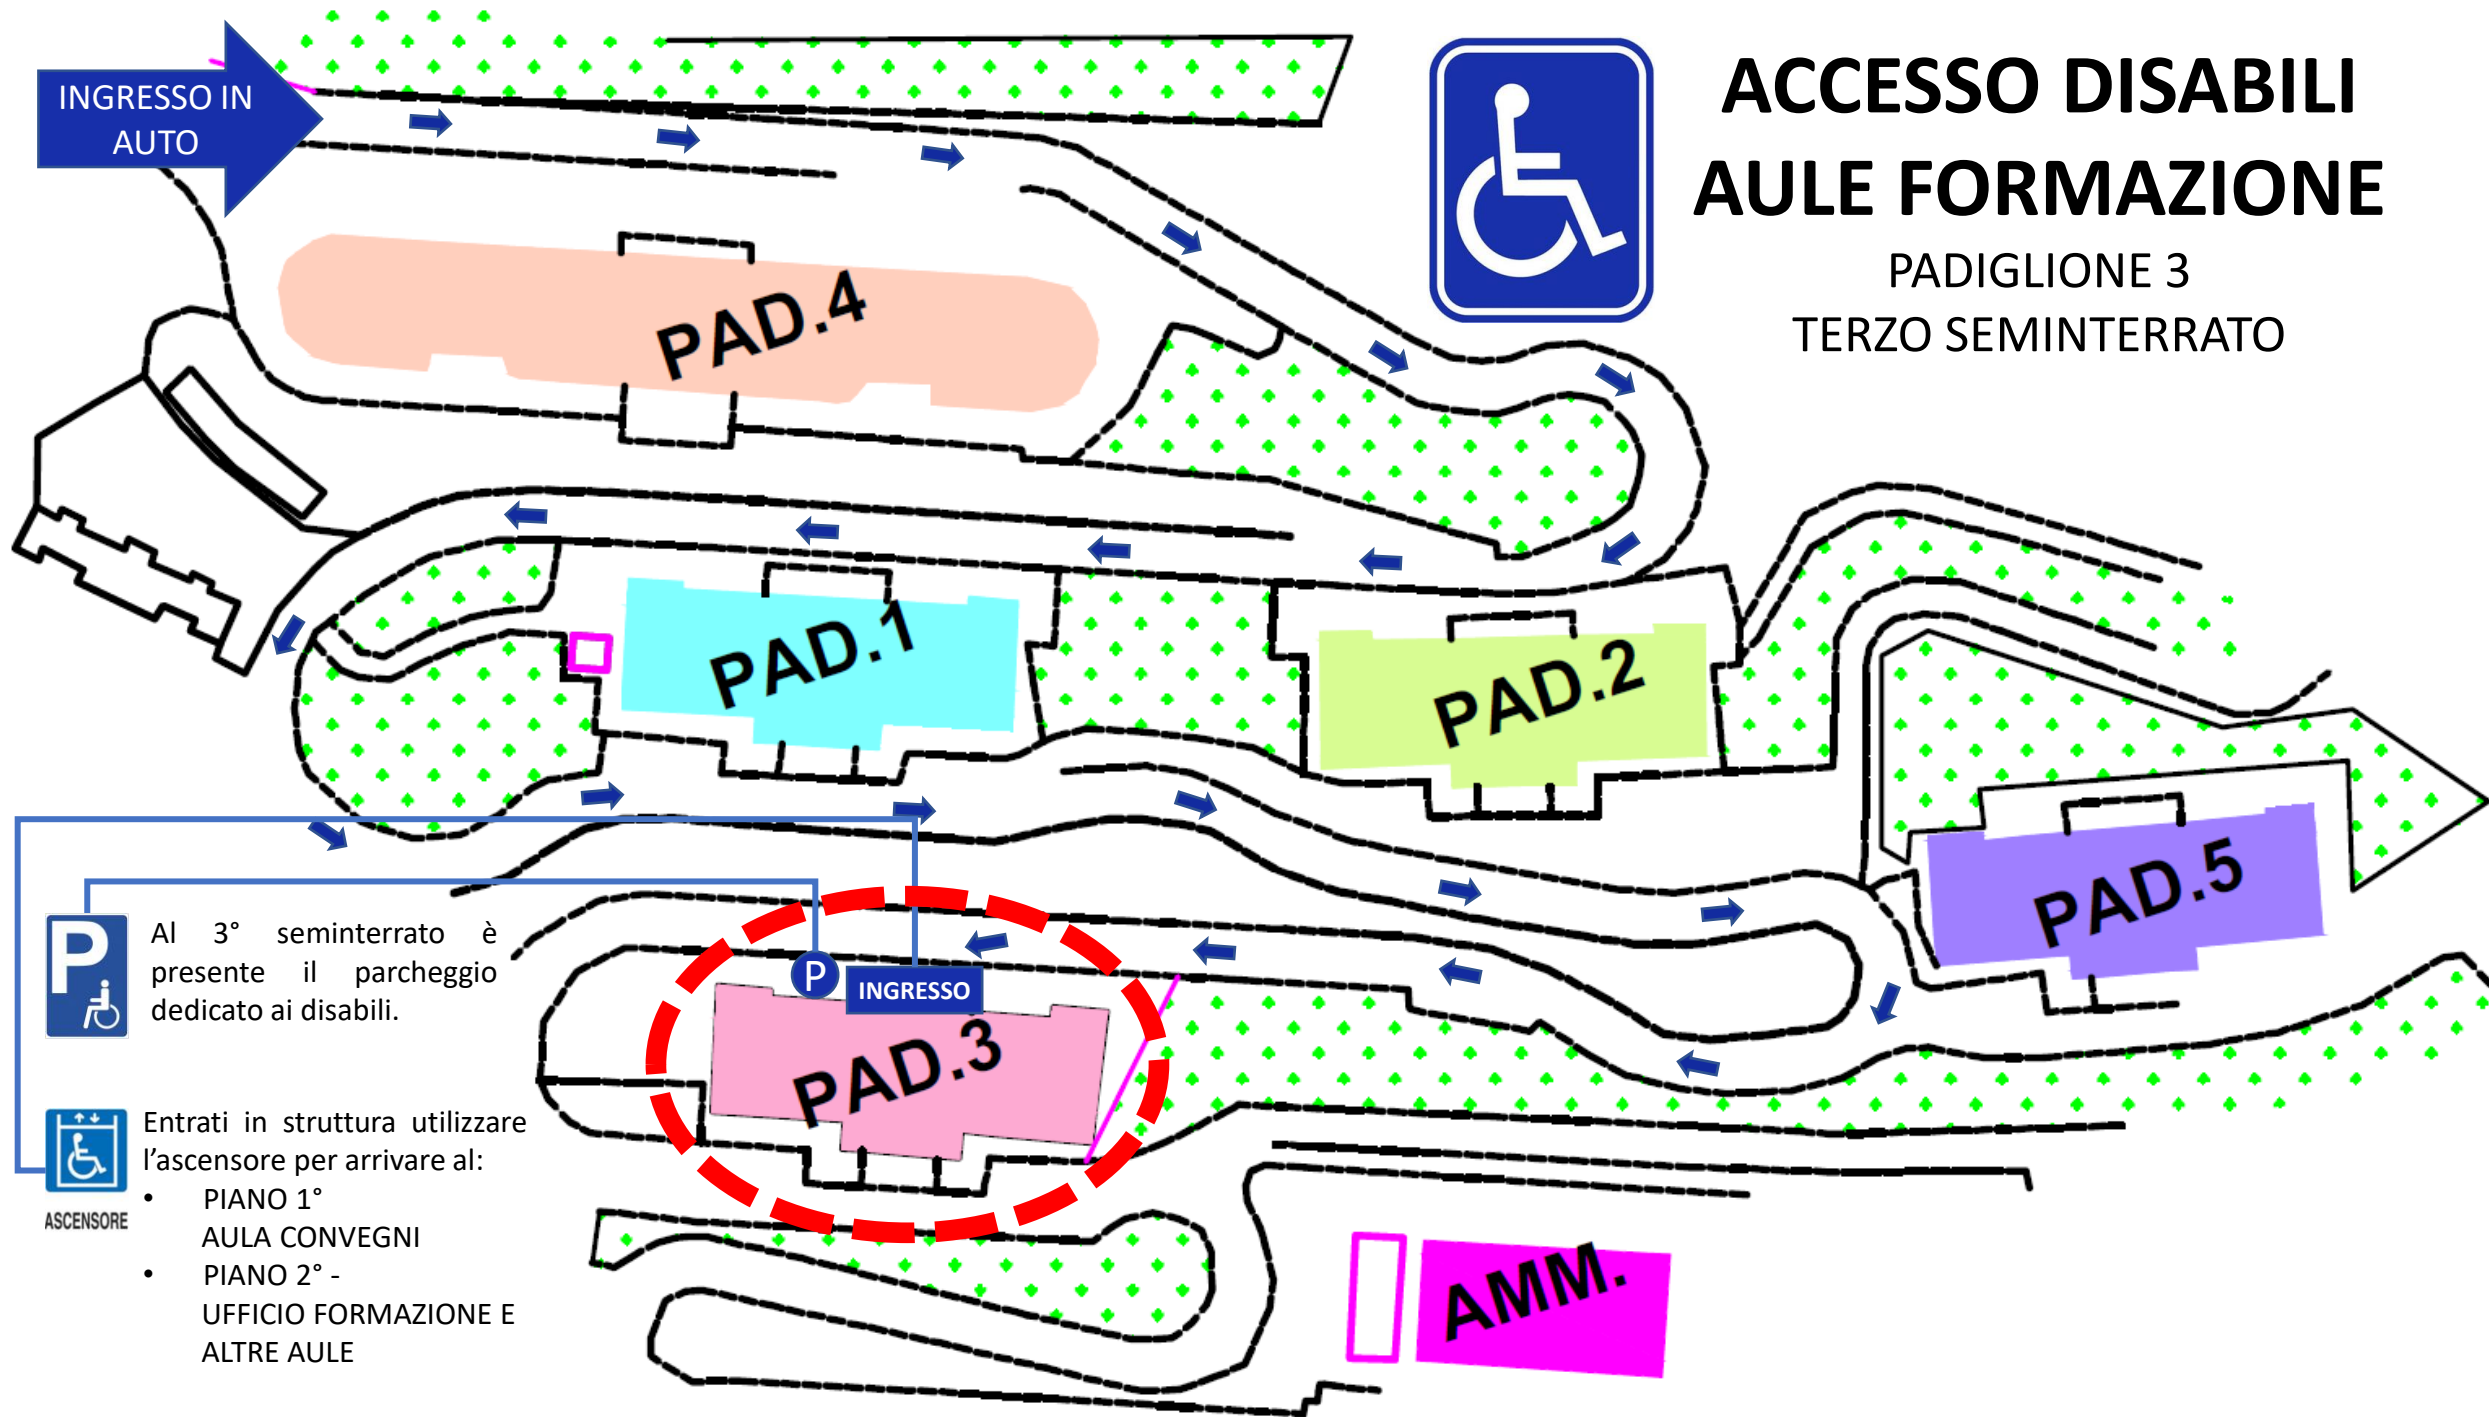 INGRESSO IN
AUTO
ACCESSO DISABILI
AULE FORMAZIONE
PADIGLIONE 3
TERZO SEMINTERRATO
PAD.4
PAD.1
PAD.2
PAD.5
P
Al 3° seminterrato è
presente il parcheggio
dedicato ai disabili.
P
INGRESSO
PAD.3
Entrati in struttura utilizzare
l'ascensore per arrivare al:
• PIANO 1°
AULA CONVEGNI
• PIANO 2° -
UFFICIO FORMAZIONE E
ALTRE AULE
ASCENSORE
AMM.